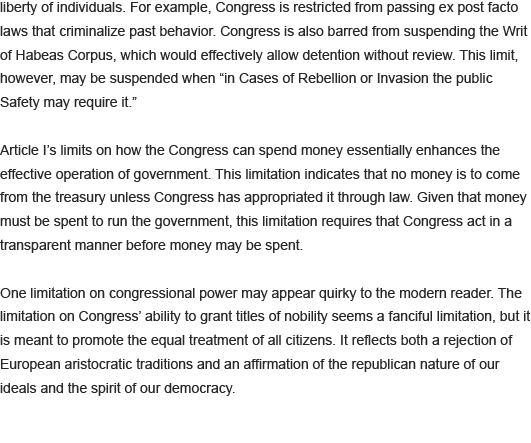 liberty of individuals. For example, Congress is restricted from passing ex post facto
laws that criminalize past behavior. Congress is also barred from suspending the Writ
of Habeas Corpus, which would effectively allow detention without review. This limit,
however, may be suspended when “in Cases of Rebellion or Invasion the public
Safety may require it.”
Article I’s limits on how the Congress can spend money essentially enhances the
effective operation of government. This limitation indicates that no money is to come
from the treasury unless Congress has appropriated it through law. Given that money
must be spent to run the government, this limitation requires that Congress act in a
transparent manner before money may be spent.
One limitation on congressional power may appear quirky to the modern reader. The
limitation on Congress’ ability to grant titles of nobility seems a fanciful limitation, but it
is meant to promote the equal treatment of all citizens. It reflects both a rejection of
European aristocratic traditions and an affirmation of the republican nature of our
ideals and the spirit of our democracy.